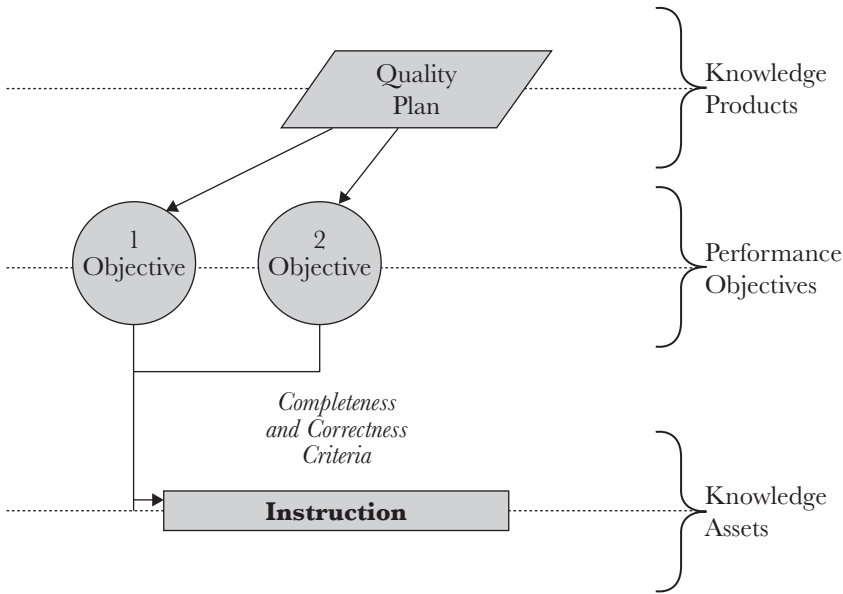 Quality
Plan
Knowledge
Products
1
Objective
2
Objective
Performance
Objectives
Completeness
and Correctness
Criteria
Instruction
Knowledge
Assets